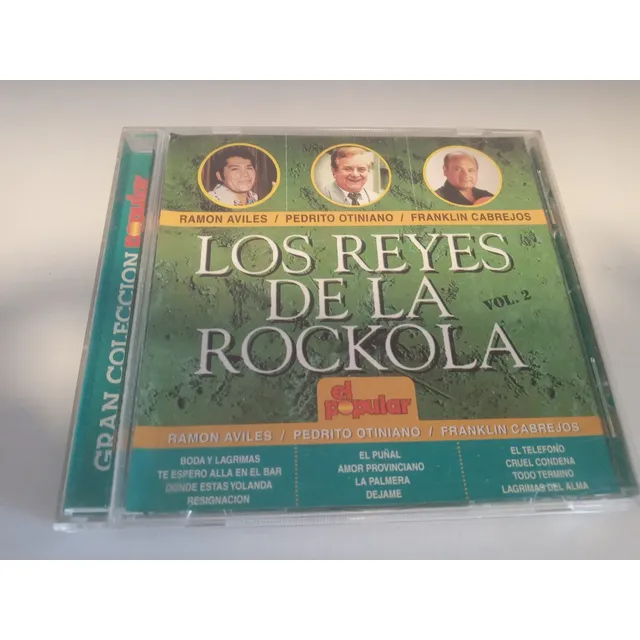 GRAN COLECCION popular
RAMON AVILES / PEDRITO OTINIANO / FRANKLIN CABREJOS
LOS REYES
DE LA
VOL. 2
ROCKOLA
el
popular
RAMON AVILES / PEDRITO OTINIANO / FRANKLIN CABREJOS
BODA Y LAGRIMAS
TE ESPERO ALLA EN EL BAR
DONDE ESTAS YOLANDA
RESIGNACION
EL PUÑAL
AMOR PROVINCIANO
LA PALMERA
DEJAME
EL TELEFONO
CRUEL CONDENA
TODO TERMINO
LAGRIMAS DEL ALMA